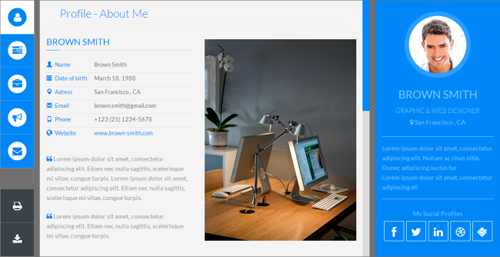 Profile - About Me
BROWN SMITH
Name Brown Smith
Date of birth March 18, 1988
Adress San Francisco , CA
Email brown.smith@gmail.com
Phone +123 (21) 1234-5678
Website www.brown-smith.com
Lorem ipsum dolor sit amet, consectetur
adipiscing elit. Etiam nec nulla sagittis, scelerisque
mi vitae, congue turpis. Lorem ipsum dolor sit
amet, consectetur adipiscing elit. Etiam nec nulla
sagittis, scelerisque mi vitae, congue turpis.
Lorem ipsum dolor sit amet, consectetur
adipiscing elit. Etiam nec nulla sagittis, scelerisque
mi vitae, congue turpis.
BROWN SMITH
GRAPHIC & WEB DESIGNER
San Francisco , CA
Lorem ipsum dolor sit amet, consectetur
adipiscing elit. Nullam ac risus nibh.
Donec adipiscing luctus tur
Lorem ipsum dolor sit amet, consectetur
adipiscing eli
My Social Profiles